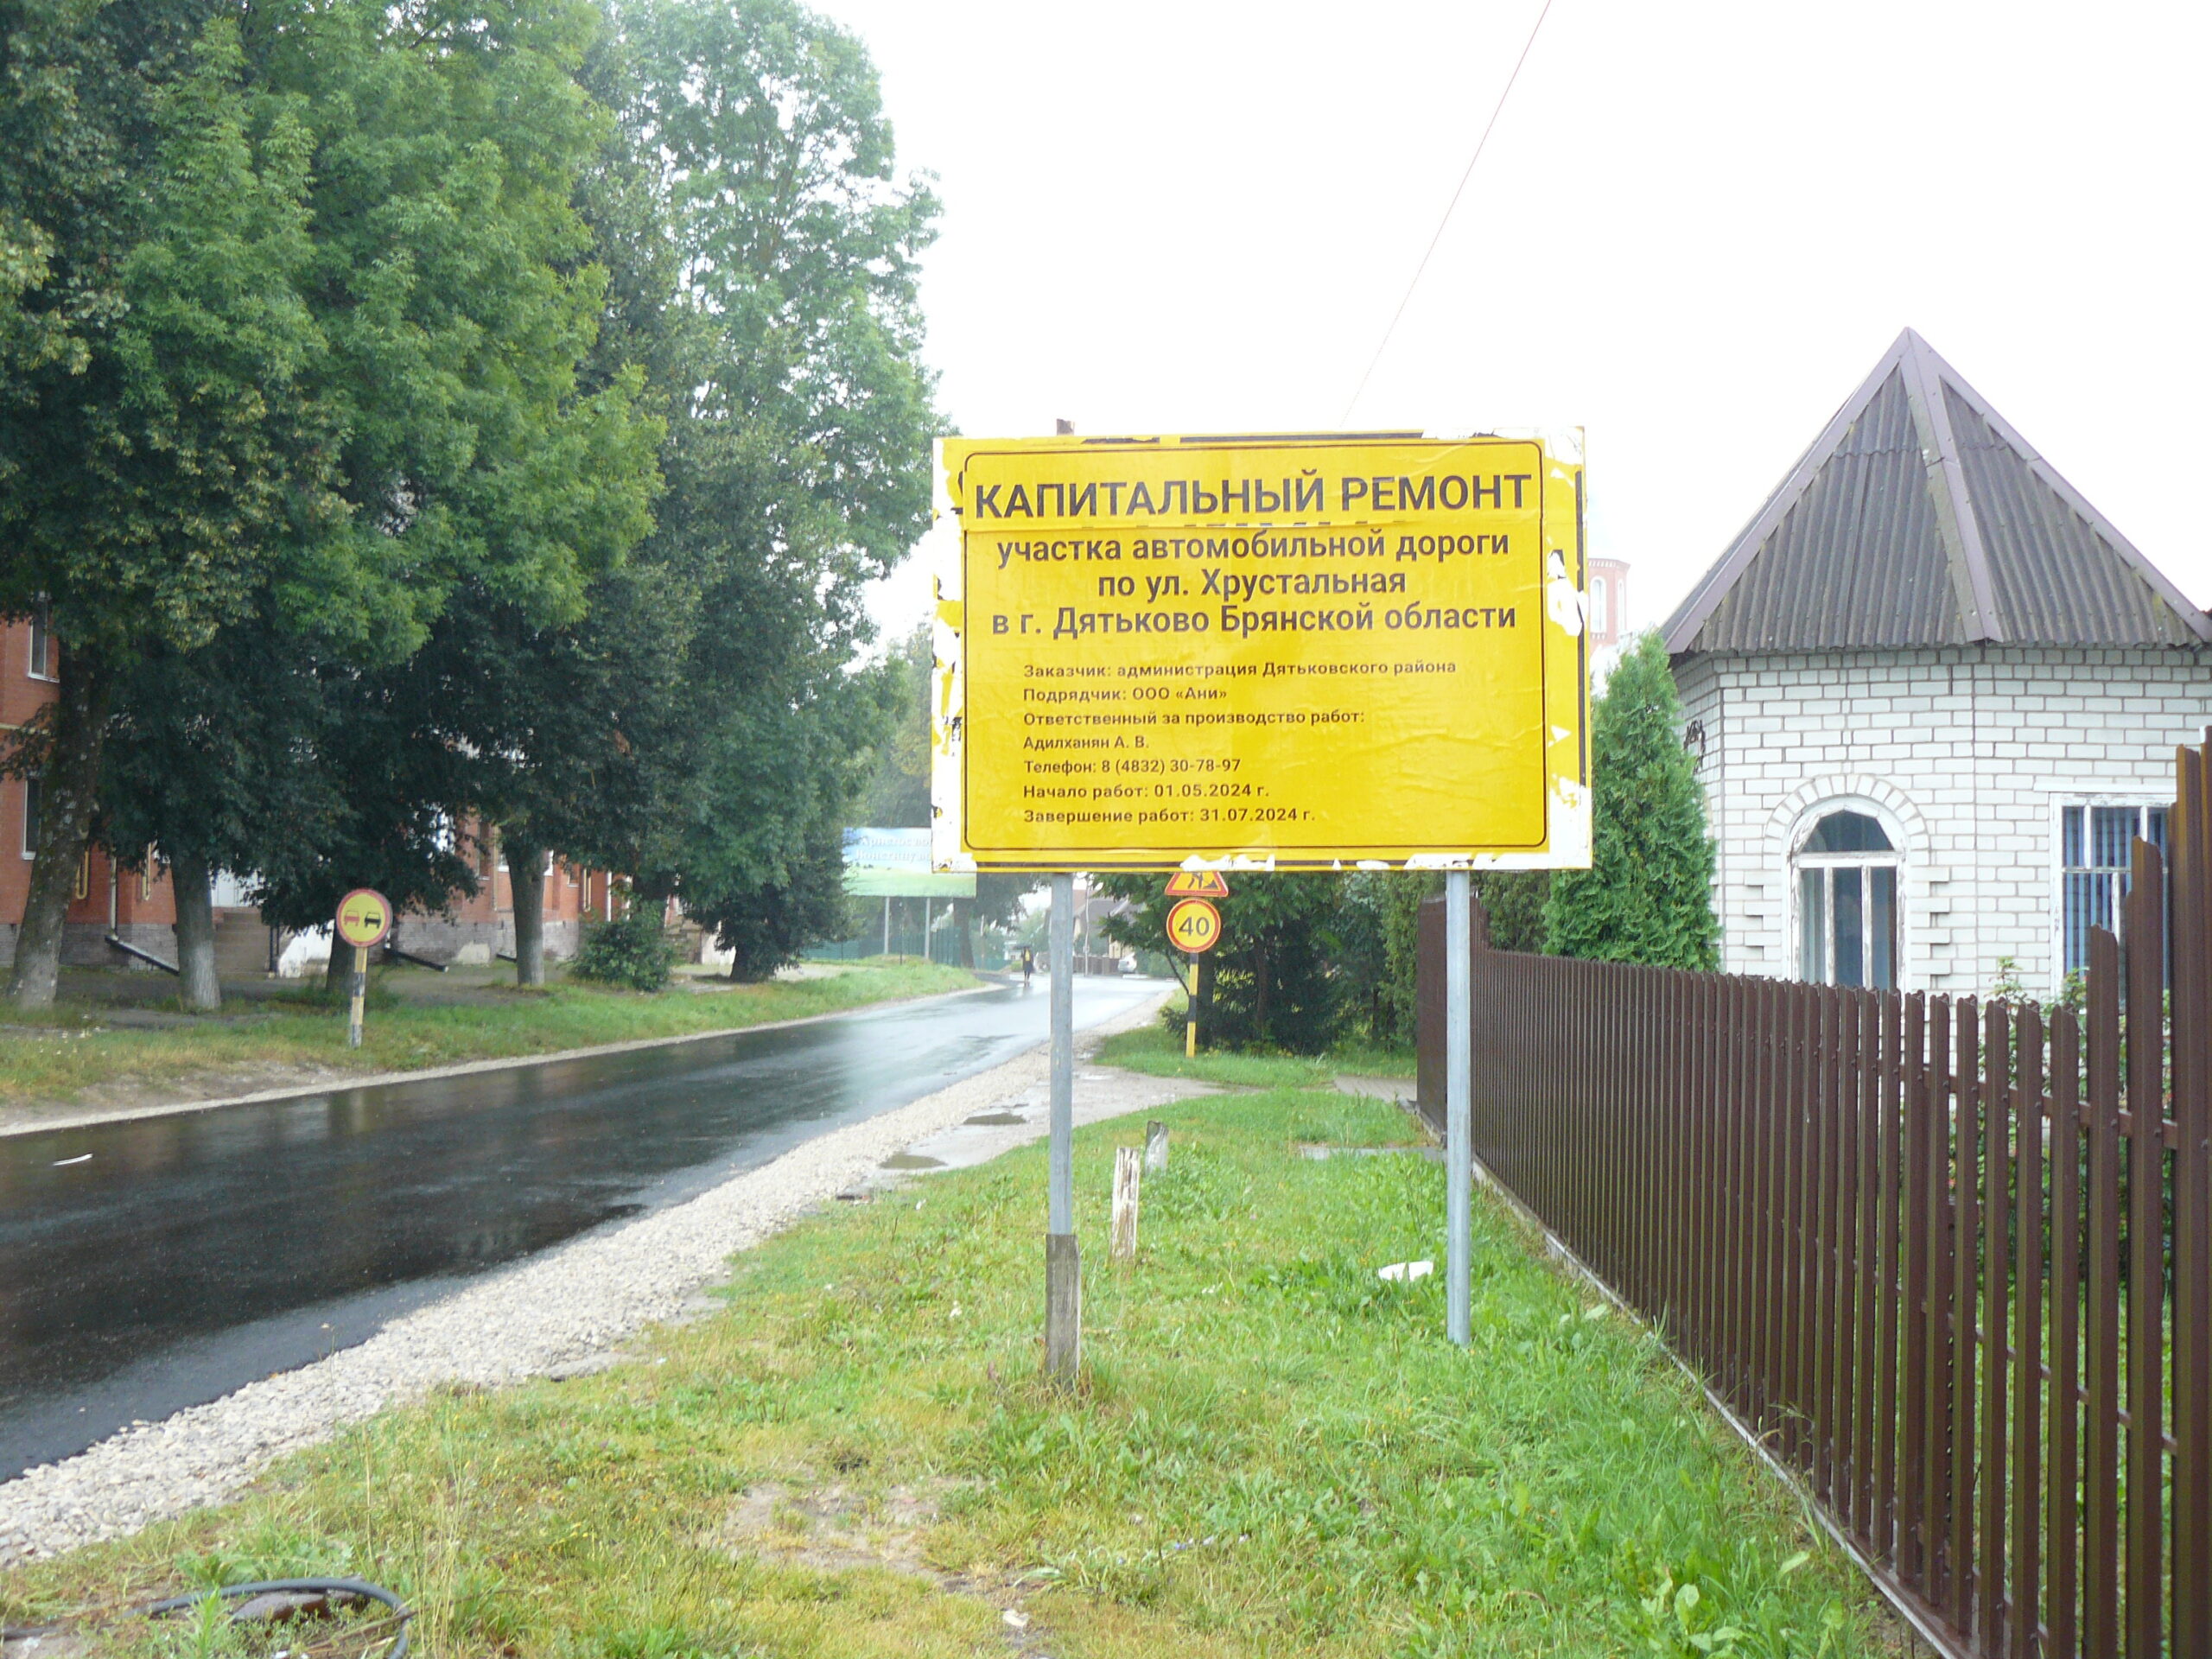 КАПИТАЛЬНЫЙ РЕМОНТ
участка автомобильной дороги
по ул. Хрустальная
в г. Дятьково Брянской области
Заказчик: администрация Дятьковского района
Подрядчик: ООО «Ани»
Ответственный за производство работ:
Адилханян А. В.
Телефон: 8 (4832) 30-78-97
Начало работ: 01.05.2024 г.
Завершение работ: 31.07.2024 г.
40